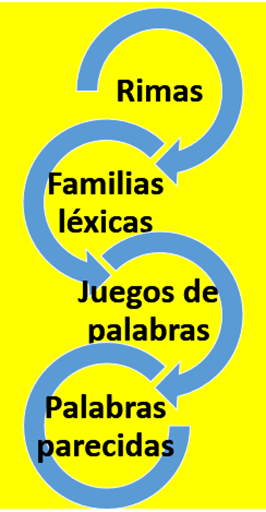 Rimas
Familias
léxicas
Juegos de
palabras
Palabras
parecidas